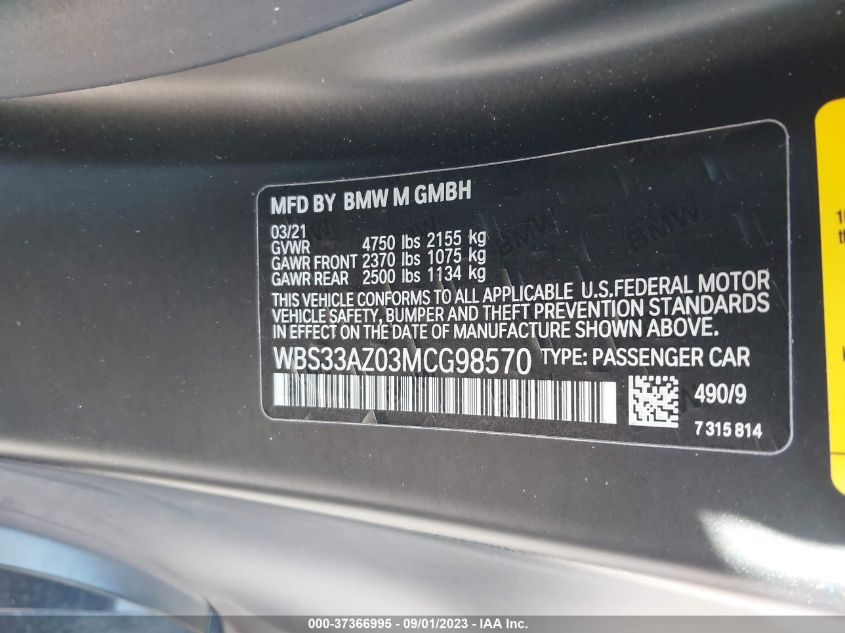 MFD BY BMW M GMBH
03/21
GVWR 4750 lbs 2155 kg
GAWR FRONT 2370 lbs 1075 kg
GAWR REAR 2500 lbs 1134 kg
THIS VEHICLE CONFORMS TO ALL APPLICABLE U.S.FEDERAL MOTOR
VEHICLE SAFETY, BUMPER AND THEFT PREVENTION STANDARDS
IN EFFECT ON THE DATE OF MANUFACTURE SHOWN ABOVE.
WBS33AZ03MCG98570 TYPE: PASSENGER CAR
490/9
7 315 814
BMW
BMW
000-37366995 - 09/01/2023 - IAA Inc.